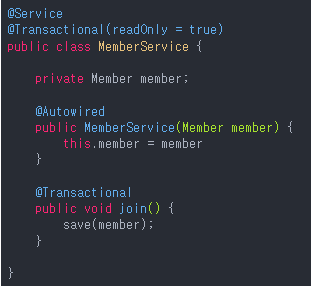 @Service
@Transactional(readOnly = true)
public class MemberService {
private Member member;
@Autowired
public MemberService(Member member) {
this.member = member
}
@Transactional
public void join() {
save(member);
}
}